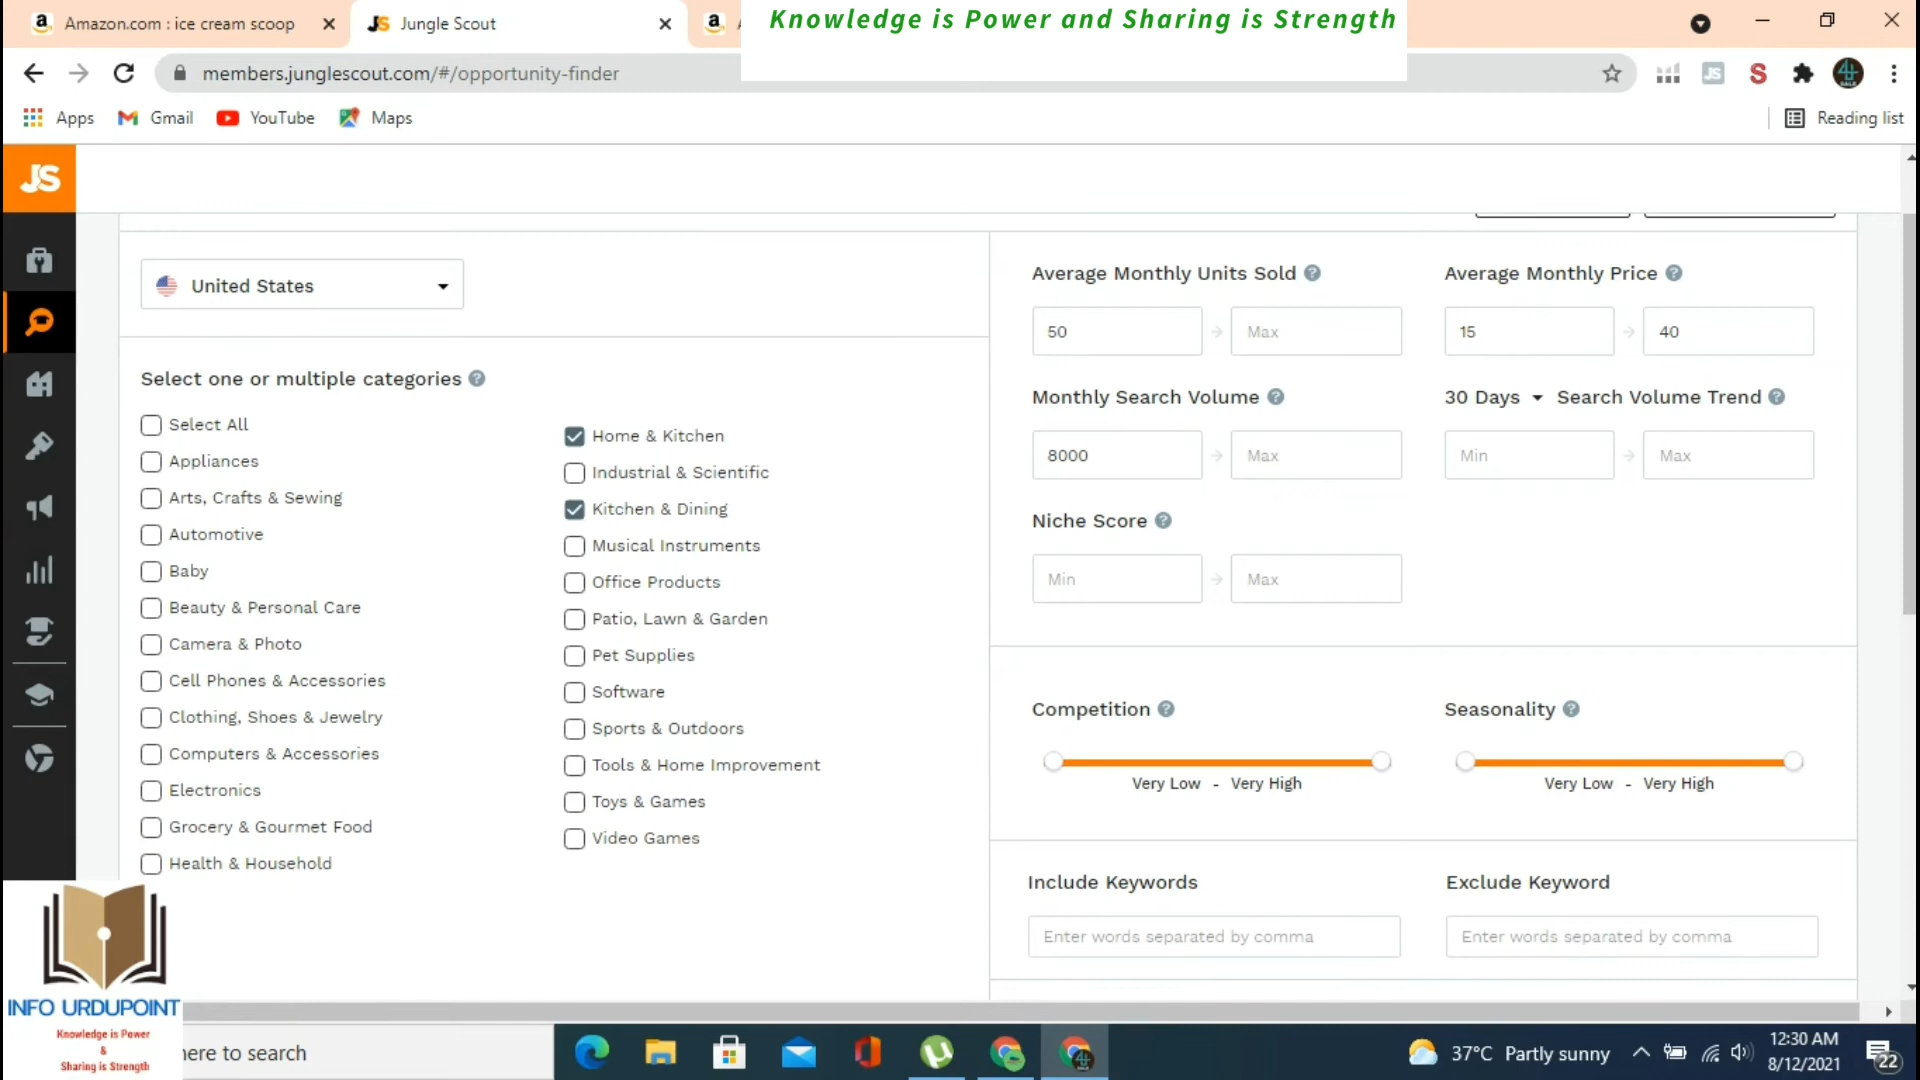 Amazon.com : ice cream scoop
Jungle Scout
Knowledge is Power and Sharing is Strength
members.junglescout.com/#/opportunity-finder
JS
S
Apps
Gmail
YouTube
Maps
Reading list
JS
United States
Average Monthly Units Sold
Average Monthly Price
50
Max
15
40
Select one or multiple categories
Monthly Search Volume
30 Days
Search Volume Trend
8000
Max
Min
Max
Niche Score
Min
Max
Select All
Appliances
Arts, Crafts & Sewing
Automotive
Baby
Beauty & Personal Care
Camera & Photo
Cell Phones & Accessories
Clothing, Shoes & Jewelry
Computers & Accessories
Electronics
Grocery & Gourmet Food
Health & Household
Home & Kitchen
Industrial & Scientific
Kitchen & Dining
Musical Instruments
Office Products
Patio, Lawn & Garden
Pet Supplies
Software
Sports & Outdoors
Tools & Home Improvement
Toys & Games
Video Games
Competition
Seasonality
Very Low - Very High
Very Low - Very High
Include Keywords
Exclude Keyword
Enter words separated by comma
Enter words separated by comma
INFO URDUPOINT
Knowledge is Power
&
Sharing is Strength
here to search
37°C Partly sunny
12:30 AM
8/12/2021
22